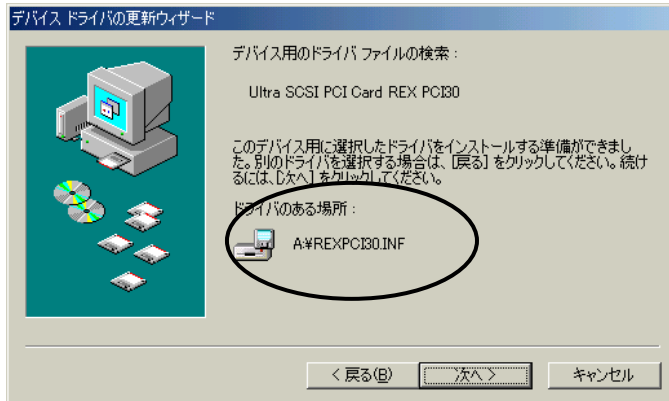 デバイス ドライバの更新ウィザード
デバイス用のドライバ ファイルの検索 :
Ultra SCSI PCI Card REX PCI30
このデバイス用に選択したドライバをインストールする準備ができまし
た。別のドライバを選択する場合は、[戻る] をクリックしてください。続け
るには、[次へ] をクリックしてください。
ドライバのある場所 :
A:¥REXPCI30.INF
< 戻る(B)
次へ >
キャンセル